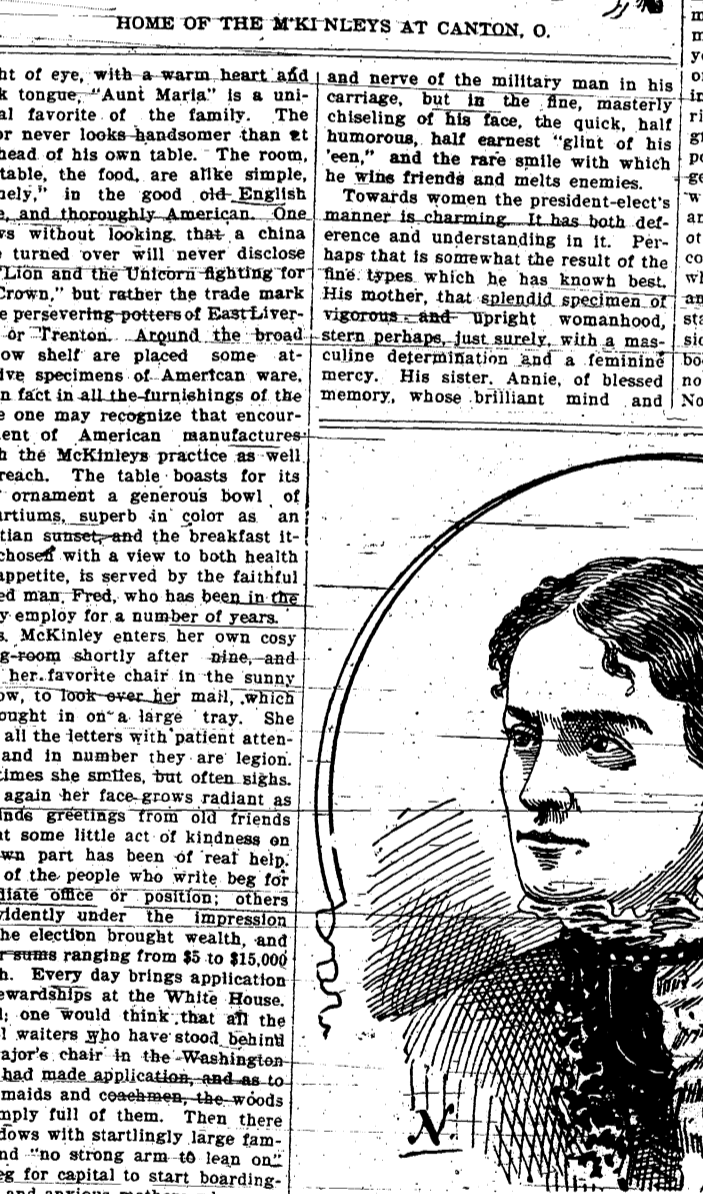 HOME OF THE M'KINLEYS AT CANTON, O.
ht of eye, with a warm heart and
k tongue, "Aunt Maria" is a uni-
al favorite of the family. The
or never looks handsomer than at
head of his own table. The room,
table, the food, are alike simple,
nely," in the good old English
e, and thoroughly American. One
ws without looking that a china
e turned over will never disclose
"Lion and the Unicorn fighting for
Crown," but rather the trade mark
e persevering potters of East Liver-
or Trenton. Around the broad
ow shelf are placed some at-
ive specimens of American ware,
n fact in all the furnishings of the
e one may recognize that encour-
ent of American manufactures
h the McKinleys practice as well
reach. The table boasts for its
ornament a generous bowl of
urtiums, superb in color as an
tian sunset, and the breakfast it-
chosen with a view to both health
appetite, is served by the faithful
ed man, Fred, who has been in the
y employ for a number of years.
s. McKinley enters her own cosy
g-room shortly after nine, and
her favorite chair in the sunny
ow, to look over her mail, which
ought in on a large tray. She
all the letters with patient atten-
and in number they are legion.
times she smiles, but often sighs.
again her face grows radiant as
inds greetings from old friends
at some little act of kindness on
own part has been of real help.
of the people who write beg for
diate office or position; others
vidently under the impression
he election brought wealth, and
r sums ranging from $5 to $15,000
h. Every day brings application
ewardships at the White House.
l; one would think that all the
l waiters who have stood behind
ajor's chair in the Washington
had made application, and as to
maids and coachmen, the woods
mply full of them. Then there
dows with startlingly large fam-
nd "no strong arm to lean on"
eg for capital to start boarding-
and anxious mothers
and nerve of the military man in his
carriage, but in the fine, masterly
chiseling of his face, the quick, half
humorous, half earnest "glint of his
'een," and the rare smile with which
he wins friends and melts enemies.
Towards women the president-elect's
manner is charming. It has both def-
erence and understanding in it. Per-
haps that is somewhat the result of the
fine types which he has known best.
His mother, that splendid specimen of
vigorous and upright womanhood,
stern perhaps, just surely, with a mas-
culine determination and a feminine
mercy. His sister, Annie, of blessed
memory, whose brilliant mind and
N.